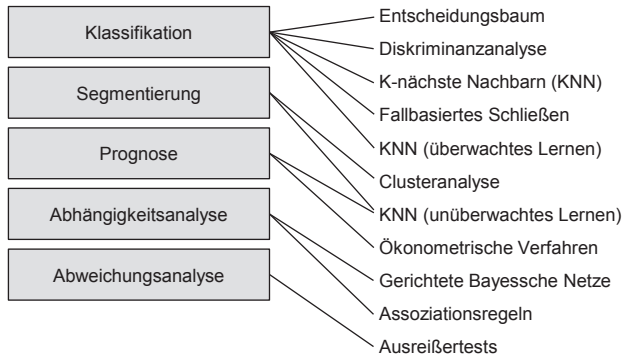 Klassifikation
Segmentierung
Prognose
Abhängigkeitsanalyse
Abweichungsanalyse
Entscheidungsbaum
Diskriminanzanalyse
K-nächste Nachbarn (KNN)
Fallbasiertes Schließen
KNN (überwachtes Lernen)
Clusteranalyse
KNN (unüberwachtes Lernen)
Ökonometrische Verfahren
Gerichtete Bayessche Netze
Assoziationsregeln
Ausreißertests